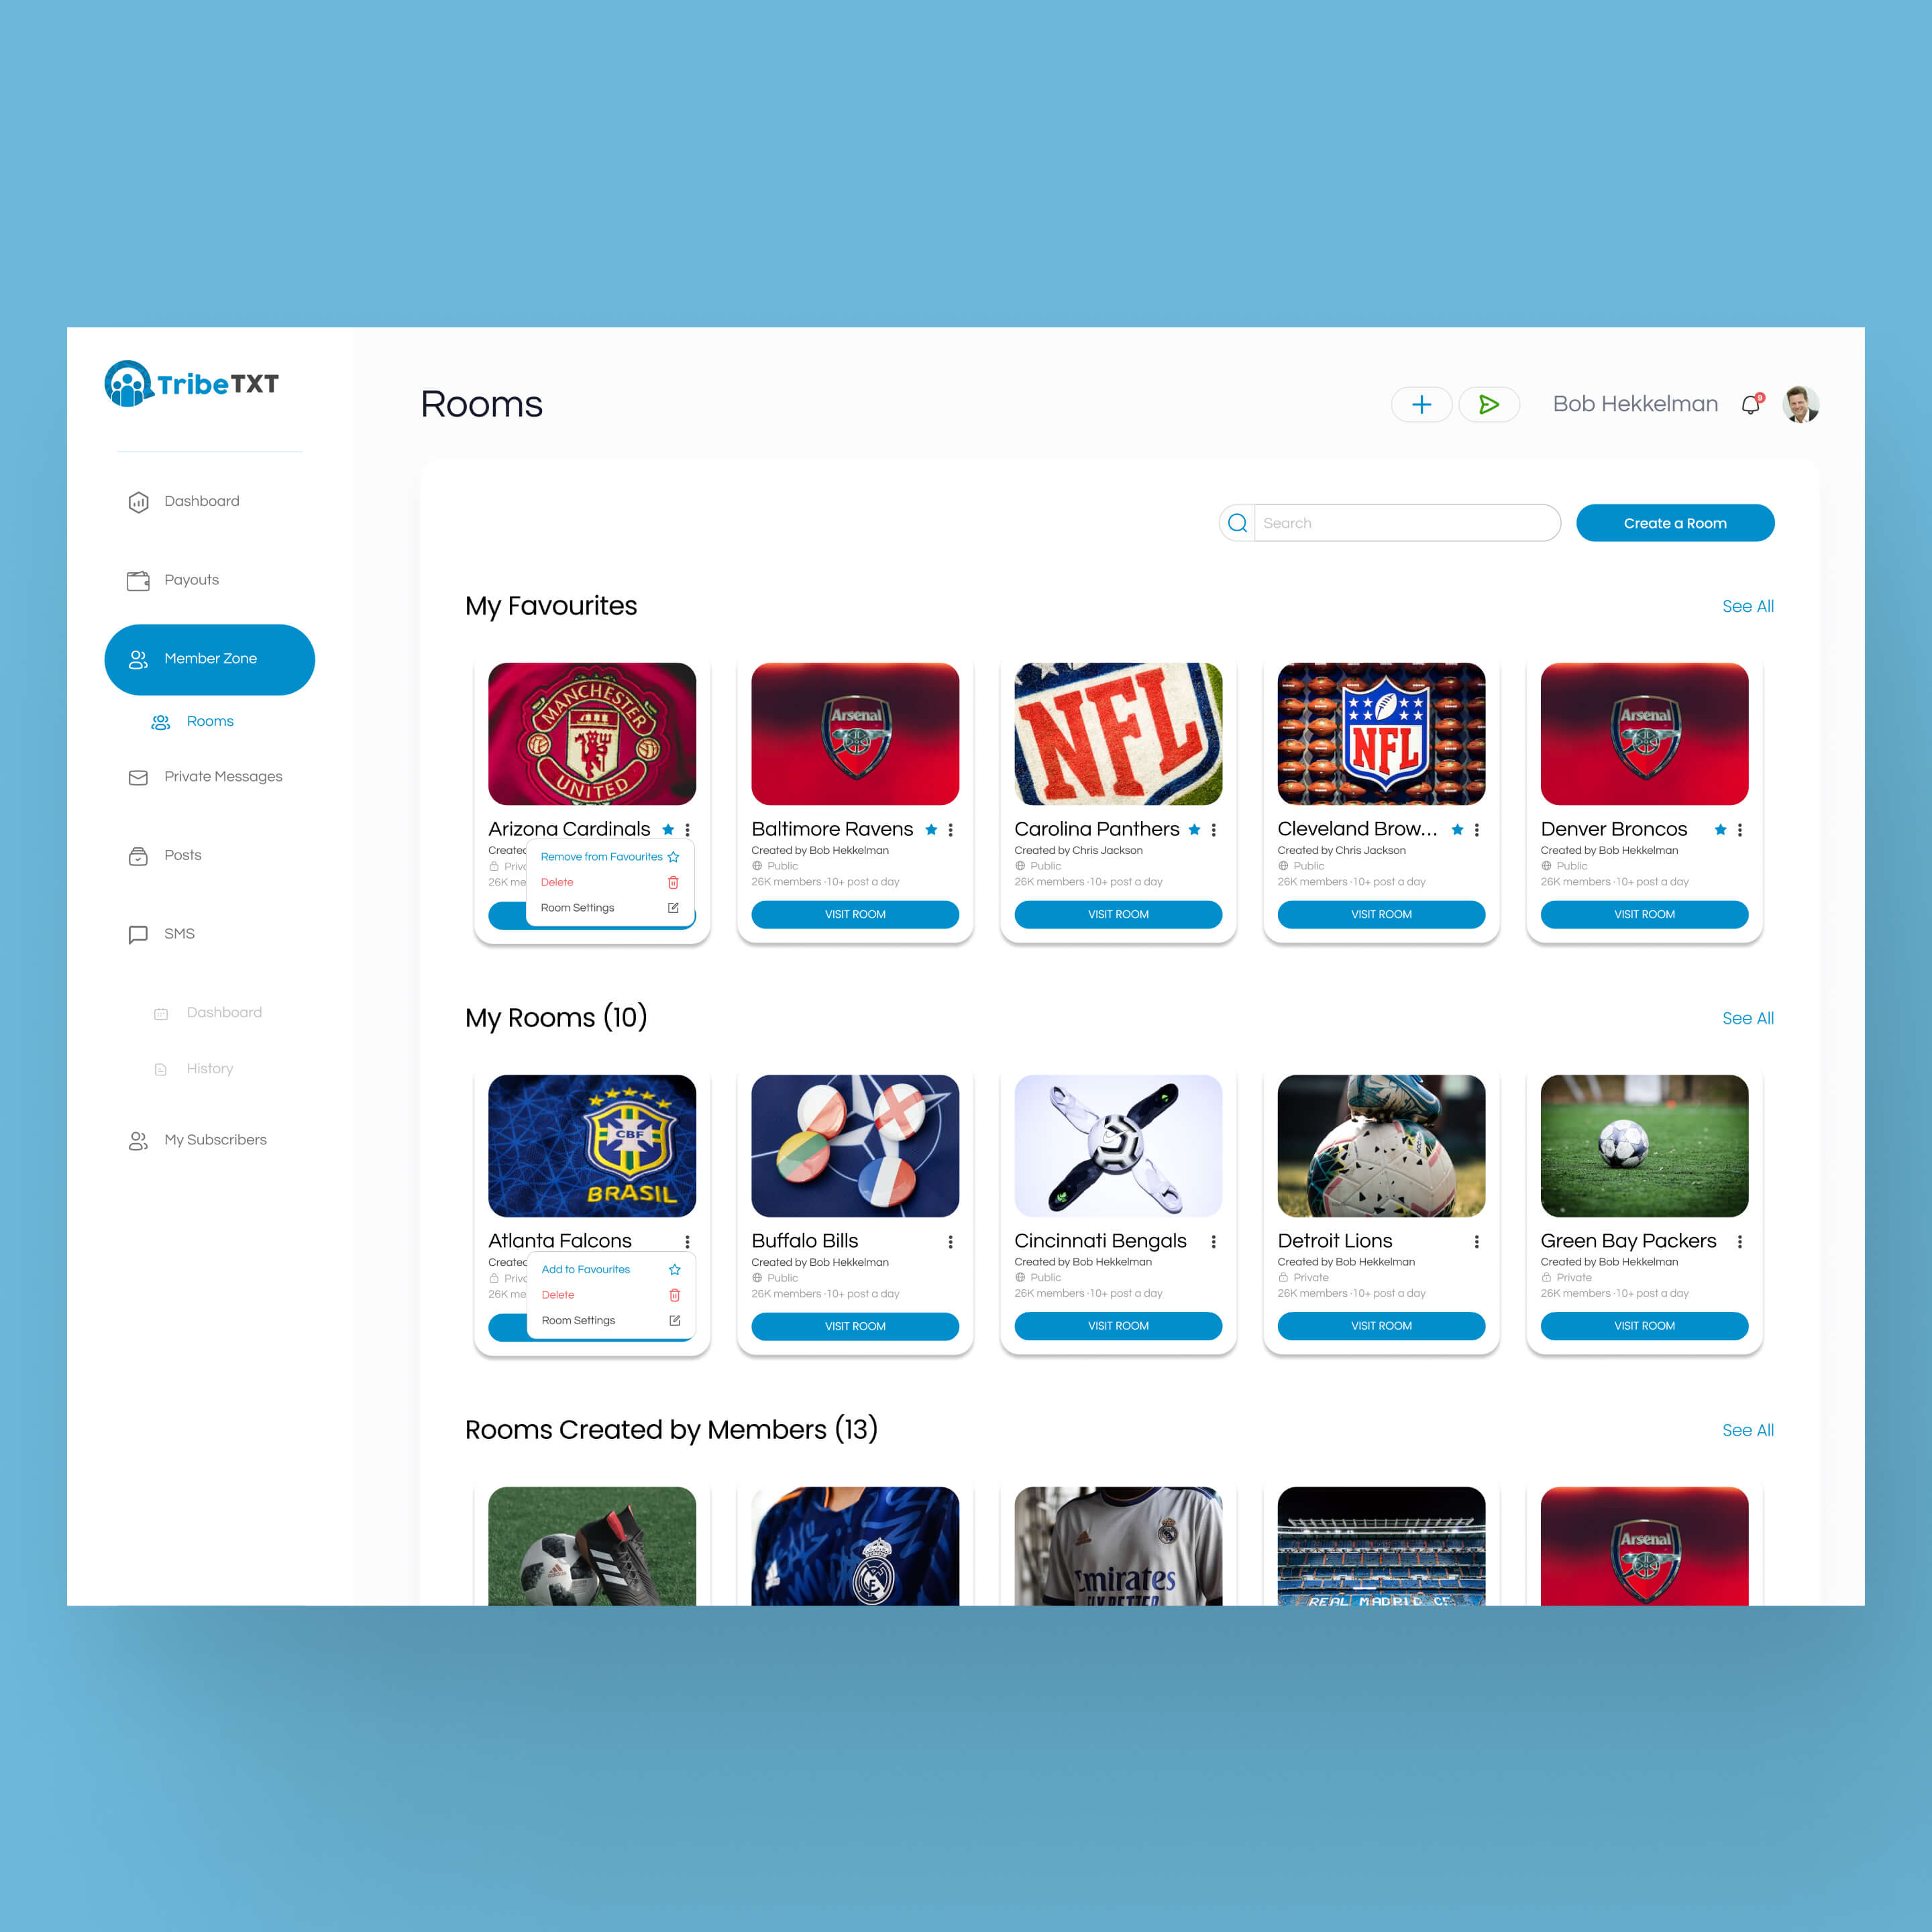 TribeTXT
Rooms
Bob Hekkelman
9
Dashboard
Payouts
Member Zone
Rooms
Private Messages
Posts
SMS
Dashboard
History
My Subscribers
Search
Create a Room
My Favourites
See All
MANCHESTER
UNITED
Arsenal
NFL
NFL
Arsenal
Arizona Cardinals
Baltimore Ravens
Carolina Panthers
Cleveland Brow...
Denver Broncos
Remove from Favourites
Delete
Room Settings
Created by Bob Hekkelman
Public
26K members ·10+ post a day
VISIT ROOM
Created by Chris Jackson
Public
26K members ·10+ post a day
VISIT ROOM
Created by Chris Jackson
Public
26K members ·10+ post a day
VISIT ROOM
Created by Bob Hekkelman
Public
26K members ·10+ post a day
VISIT ROOM
My Rooms (10)
See All
CBF
BRASIL
Atlanta Falcons
Buffalo Bills
Cincinnati Bengals
Detroit Lions
Green Bay Packers
Add to Favourites
Delete
Room Settings
Created by Bob Hekkelman
Public
26K members ·10+ post a day
VISIT ROOM
Created by Bob Hekkelman
Public
26K members ·10+ post a day
VISIT ROOM
Created by Bob Hekkelman
Private
26K members ·10+ post a day
VISIT ROOM
Created by Bob Hekkelman
Private
26K members ·10+ post a day
VISIT ROOM
Rooms Created by Members (13)
See All
adidas
Emirates
FLY BETTER
REAL MADRID CF
Arsenal